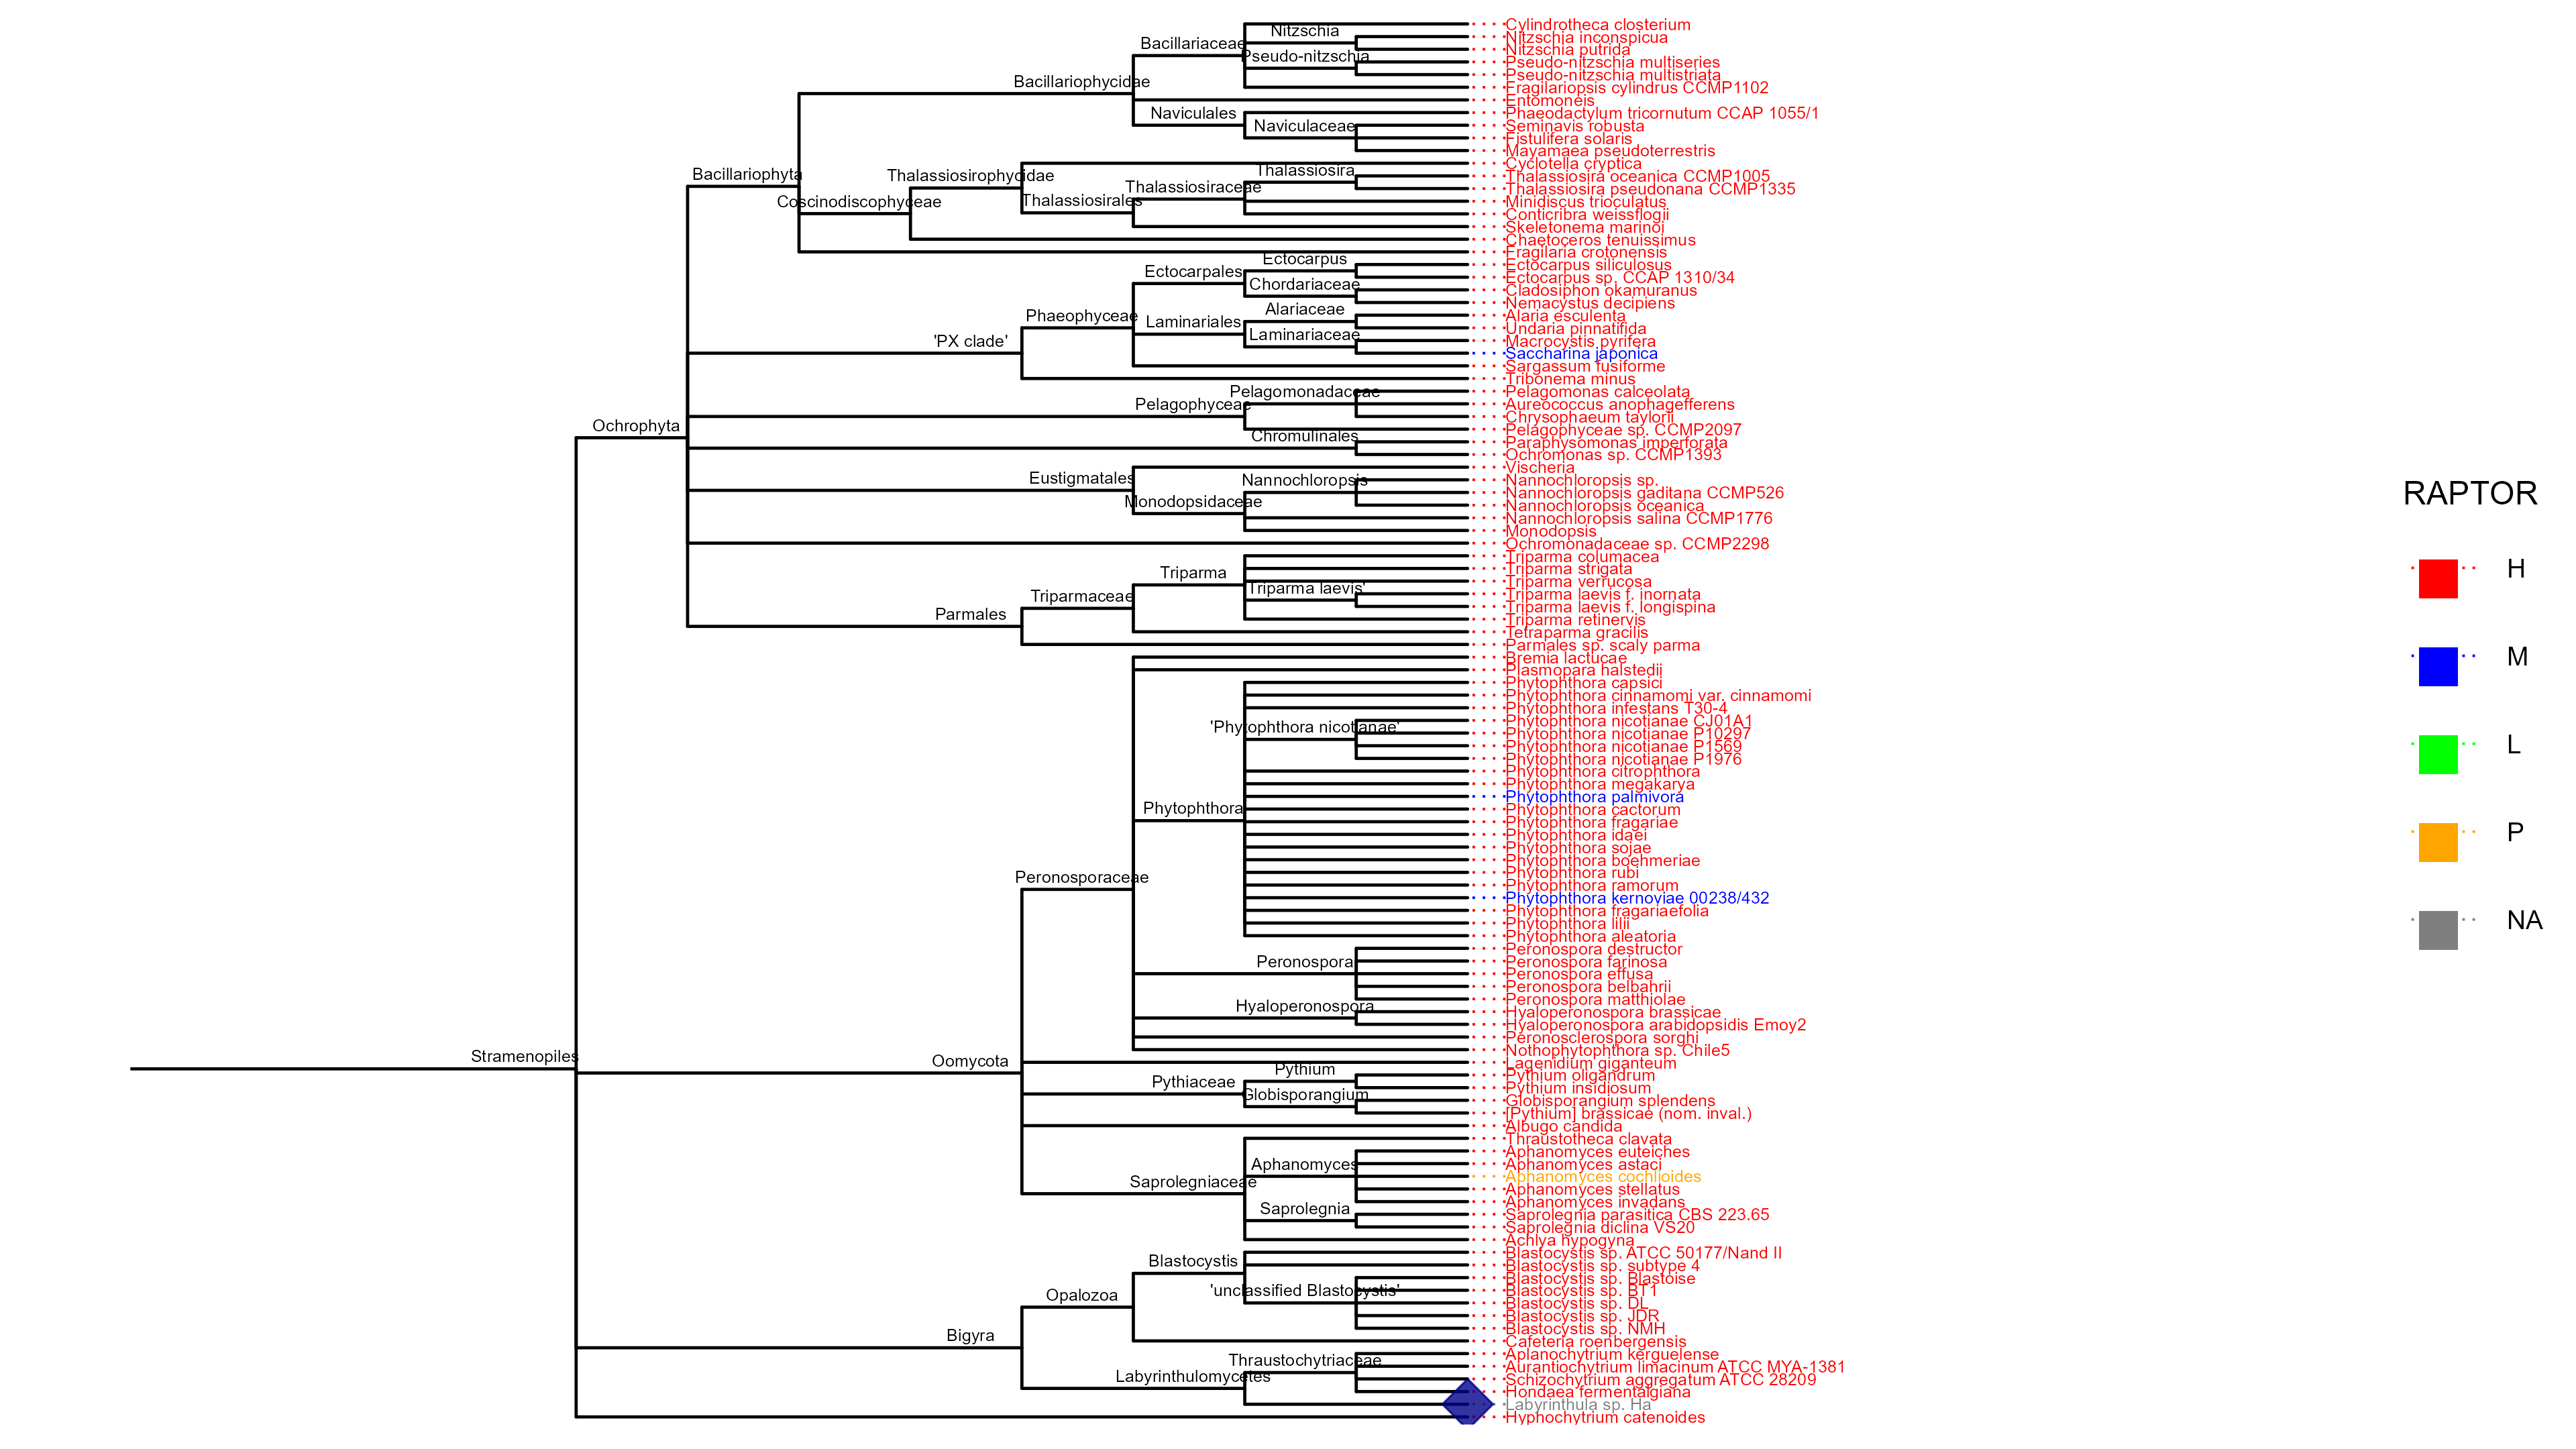 Cylindrotheca closterium
Nitzschia
Nitzschia inconspicua
Bacillariaceae
Nitzschia putrida
Pseudo-nitzschia
Pseudo-nitzschia multiseries
Pseudo-nitzschia multistriata
Bacillariophycidae
Fragilariopsis cylindrus CCMP1102
Entomoneis
Naviculales
Phaeodactylum tricornutum CCAP 1055/1
Naviculaceae
Seminavis robusta
Fistulifera solaris
Mayamaea pseudoterrestris
Cyclotella cryptica
Thalassiosira
Bacillariophyta
Thalassiosirophycidae
Thalassiosira oceanica CCMP1005
Thalassiosiraceae
Thalassiosira pseudonana CCMP1335
Coscinodiscophyceae
Thalassiosirales
Minidiscus trioculatus
Conticribra weissflogii
Skeletonema marinoi
Chaetoceros tenuissimus
Fragilaria crotonensis
Ectocarpus
Ectocarpus siliculosus
Ectocarpales
Ectocarpus sp. CCAP 1310/34
Chordariaceae
Cladosiphon okamuranus
Nemacystus decipiens
Alariaceae
Phaeophyceae
Alaria esculenta
Laminariales
Undaria pinnatifida
Laminariaceae
'PX clade'
Macrocystis pyrifera
Saccharina japonica
Sargassum fusiforme
Tribonema minus
Pelagomonadaceae
Pelagomonas calceolata
Pelagophyceae
Aureococcus anophagefferens
Chrysophaeum taylorii
Ochrophyta
Pelagophyceae sp. CCMP2097
Chromulinales
Paraphysomonas imperforata
Ochromonas sp. CCMP1393
Vischeria
Eustigmatales
Nannochloropsis
Nannochloropsis sp.
Nannochloropsis gaditana CCMP526
Monodopsidaceae
Nannochloropsis oceanica
Nannochloropsis salina CCMP1776
Monodopsis
Ochromonadaceae sp. CCMP2298
Triparma columacea
Triparma
Triparma strigata
Triparma verrucosa
Triparmaceae
Triparma laevis'
Triparma laevis f. inornata
Triparma laevis f. longispina
Parmales
Triparma retinervis
Tetraparma gracilis
Parmales sp. scaly parma
Bremia lactucae
Plasmopara halstedii
Phytophthora capsici
Phytophthora cinnamomi var. cinnamomi
Phytophthora infestans T30-4
'Phytophthora nicotianae'
Phytophthora nicotianae CJ01A1
Phytophthora nicotianae P10297
Phytophthora nicotianae P1569
Phytophthora nicotianae P1976
Phytophthora citrophthora
Phytophthora megakarya
Phytophthora palmivora
Phytophthora
Phytophthora cactorum
Phytophthora fragariae
Phytophthora idaei
Phytophthora sojae
Phytophthora boehmeriae
Peronosporaceae
Phytophthora rubi
Phytophthora ramorum
Phytophthora kernoviae 00238/432
Phytophthora fragariaefolia
Phytophthora lilii
Phytophthora aleatoria
Peronospora destructor
Peronospora
Peronospora farinosa
Peronospora effusa
Peronospora belbahrii
Peronospora matthiolae
Hyaloperonospora
Hyaloperonospora brassicae
Hyaloperonospora arabidopsidis Emoy2
Peronosclerospora sorghi
Nothophytophthora sp. Chile5
Stramenopiles
Oomycota
Lagenidium giganteum
Pythium
Pythium oligandrum
Pythiaceae
Pythium insidiosum
Globisporangium
Globisporangium splendens
[Pythium] brassicae (nom. inval.)
Albugo candida
Thraustotheca clavata
Aphanomyces euteiches
Aphanomyces
Aphanomyces astaci
Aphanomyces cochlioides
Saprolegniaceae
Aphanomyces stellatus
Aphanomyces invadans
Saprolegnia
Saprolegnia parasitica CBS 223.65
Saprolegnia diclina VS20
Achlya hypogyna
Blastocystis
Blastocystis sp. ATCC 50177/Nand II
Blastocystis sp. subtype 4
Blastocystis sp. Blastoise
'unclassified Blastocystis'
Blastocystis sp. BT1
Opalozoa
Blastocystis sp. DL
Blastocystis sp. JDR
Blastocystis sp. NMH
Bigyra
Cafeteria roenbergensis
Aplanochytrium kerguelense
Thraustochytriaceae
Aurantiochytrium limacinum ATCC MYA-1381
Labyrinthulomycetes
Schizochytrium aggregatum ATCC 28209
Hondaea fermentalgiana
Labyrinthula sp. Ha
Hyphochytrium catenoides
RAPTOR
H
M
L
P
NA